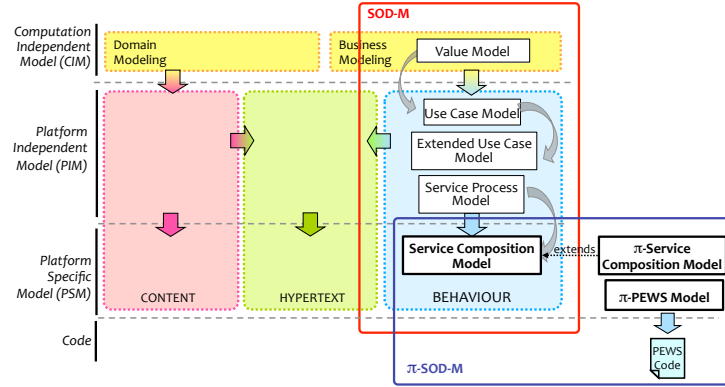 SOD-M
Computation
Independent
Model (CIM)
Domain
Modeling
Business
Modeling
Value Model
Platform
Independent
Model (PIM)
Use Case Model
Extended Use Case
Model
Service Process
Model
Platform
Specific
Model (PSM)
Service Composition
Model
extends
π-Service
Composition Model
π-PEWS Model
CONTENT
HYPERTEXT
BEHAVIOUR
Code
π-SOD-M
PEWS
Code